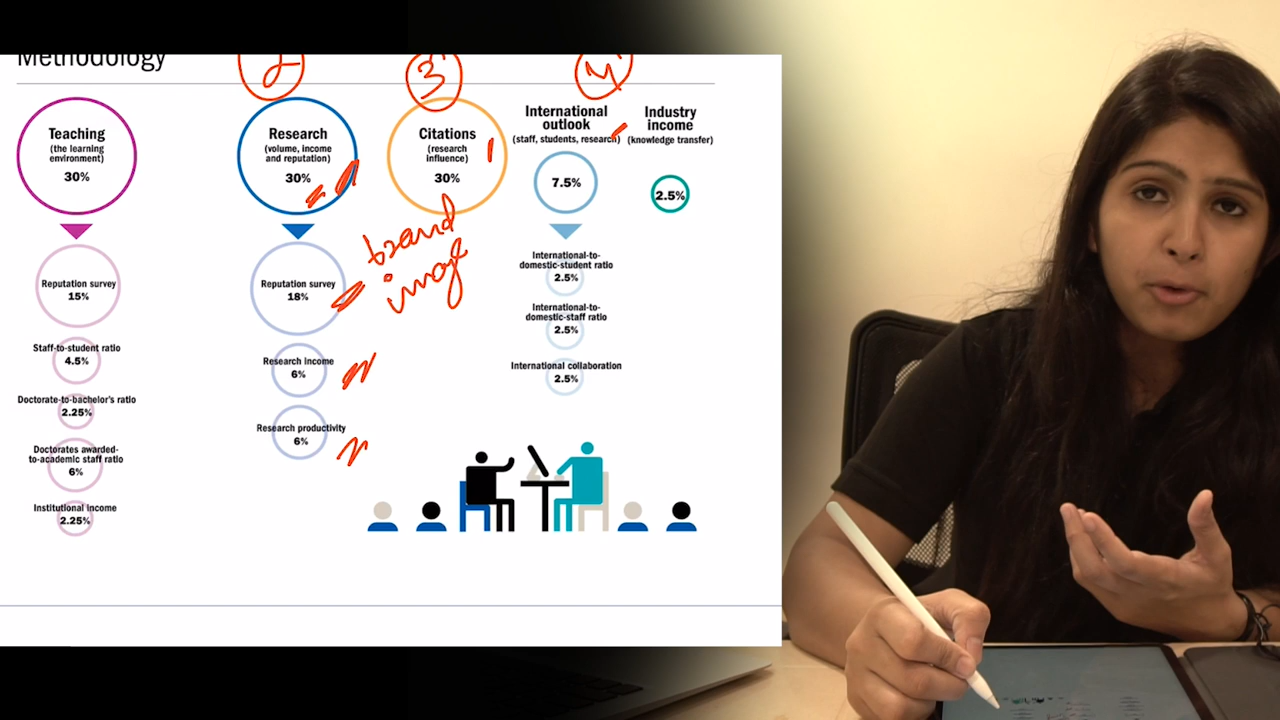 Methodology
2
3
4
Teaching
(the learning
environment)
30%
Reputation survey
15%
Staff-to-student ratio
4.5%
Doctorate-to-bachelor's ratio
2.25%
Doctorates awarded-
to-academic staff ratio
6%
Institutional income
2.25%
Research
(volume, income
and reputation)
30%
Reputation survey
18%
Research income
6%
Research productivity
6%
Citations
(research
influence)
30%
brand
image
International
outlook
(staff, students, research)
7.5%
International-to-
domestic-student ratio
2.5%
International-to-
domestic-staff ratio
2.5%
International collaboration
2.5%
Industry
income
(knowledge transfer)
2.5%